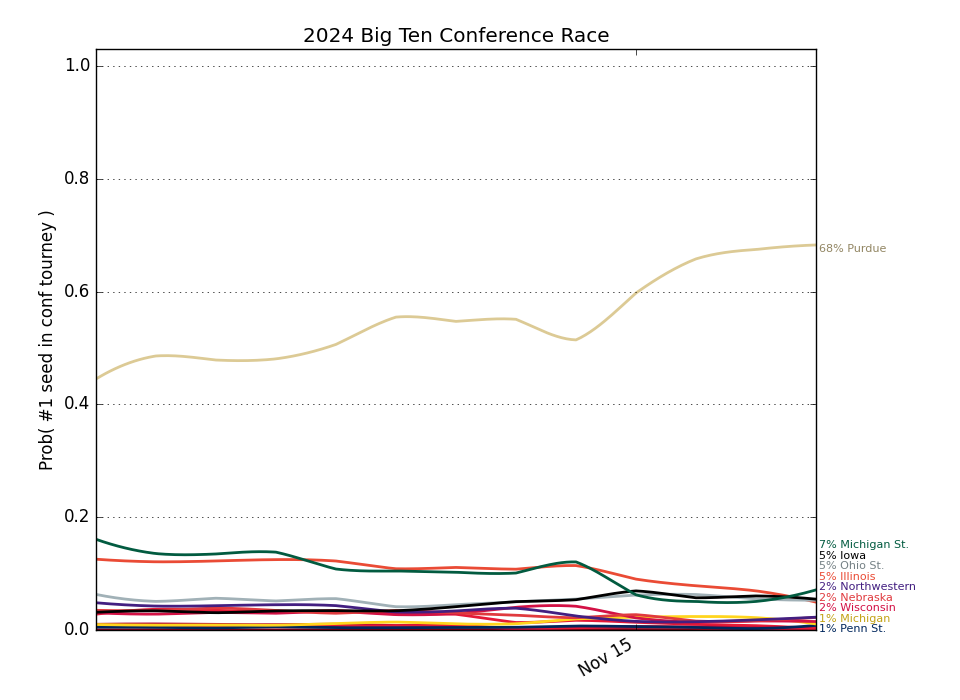 2024 Big Ten Conference Race
Prob( #1 seed in conf tourney )
1.0
0.8
0.6
0.4
0.2
0.0
Nov 15
68% Purdue
7% Michigan St.
5% Iowa
5% Ohio St.
5% Illinois
2% Northwestern
2% Nebraska
2% Wisconsin
1% Michigan
1% Penn St.